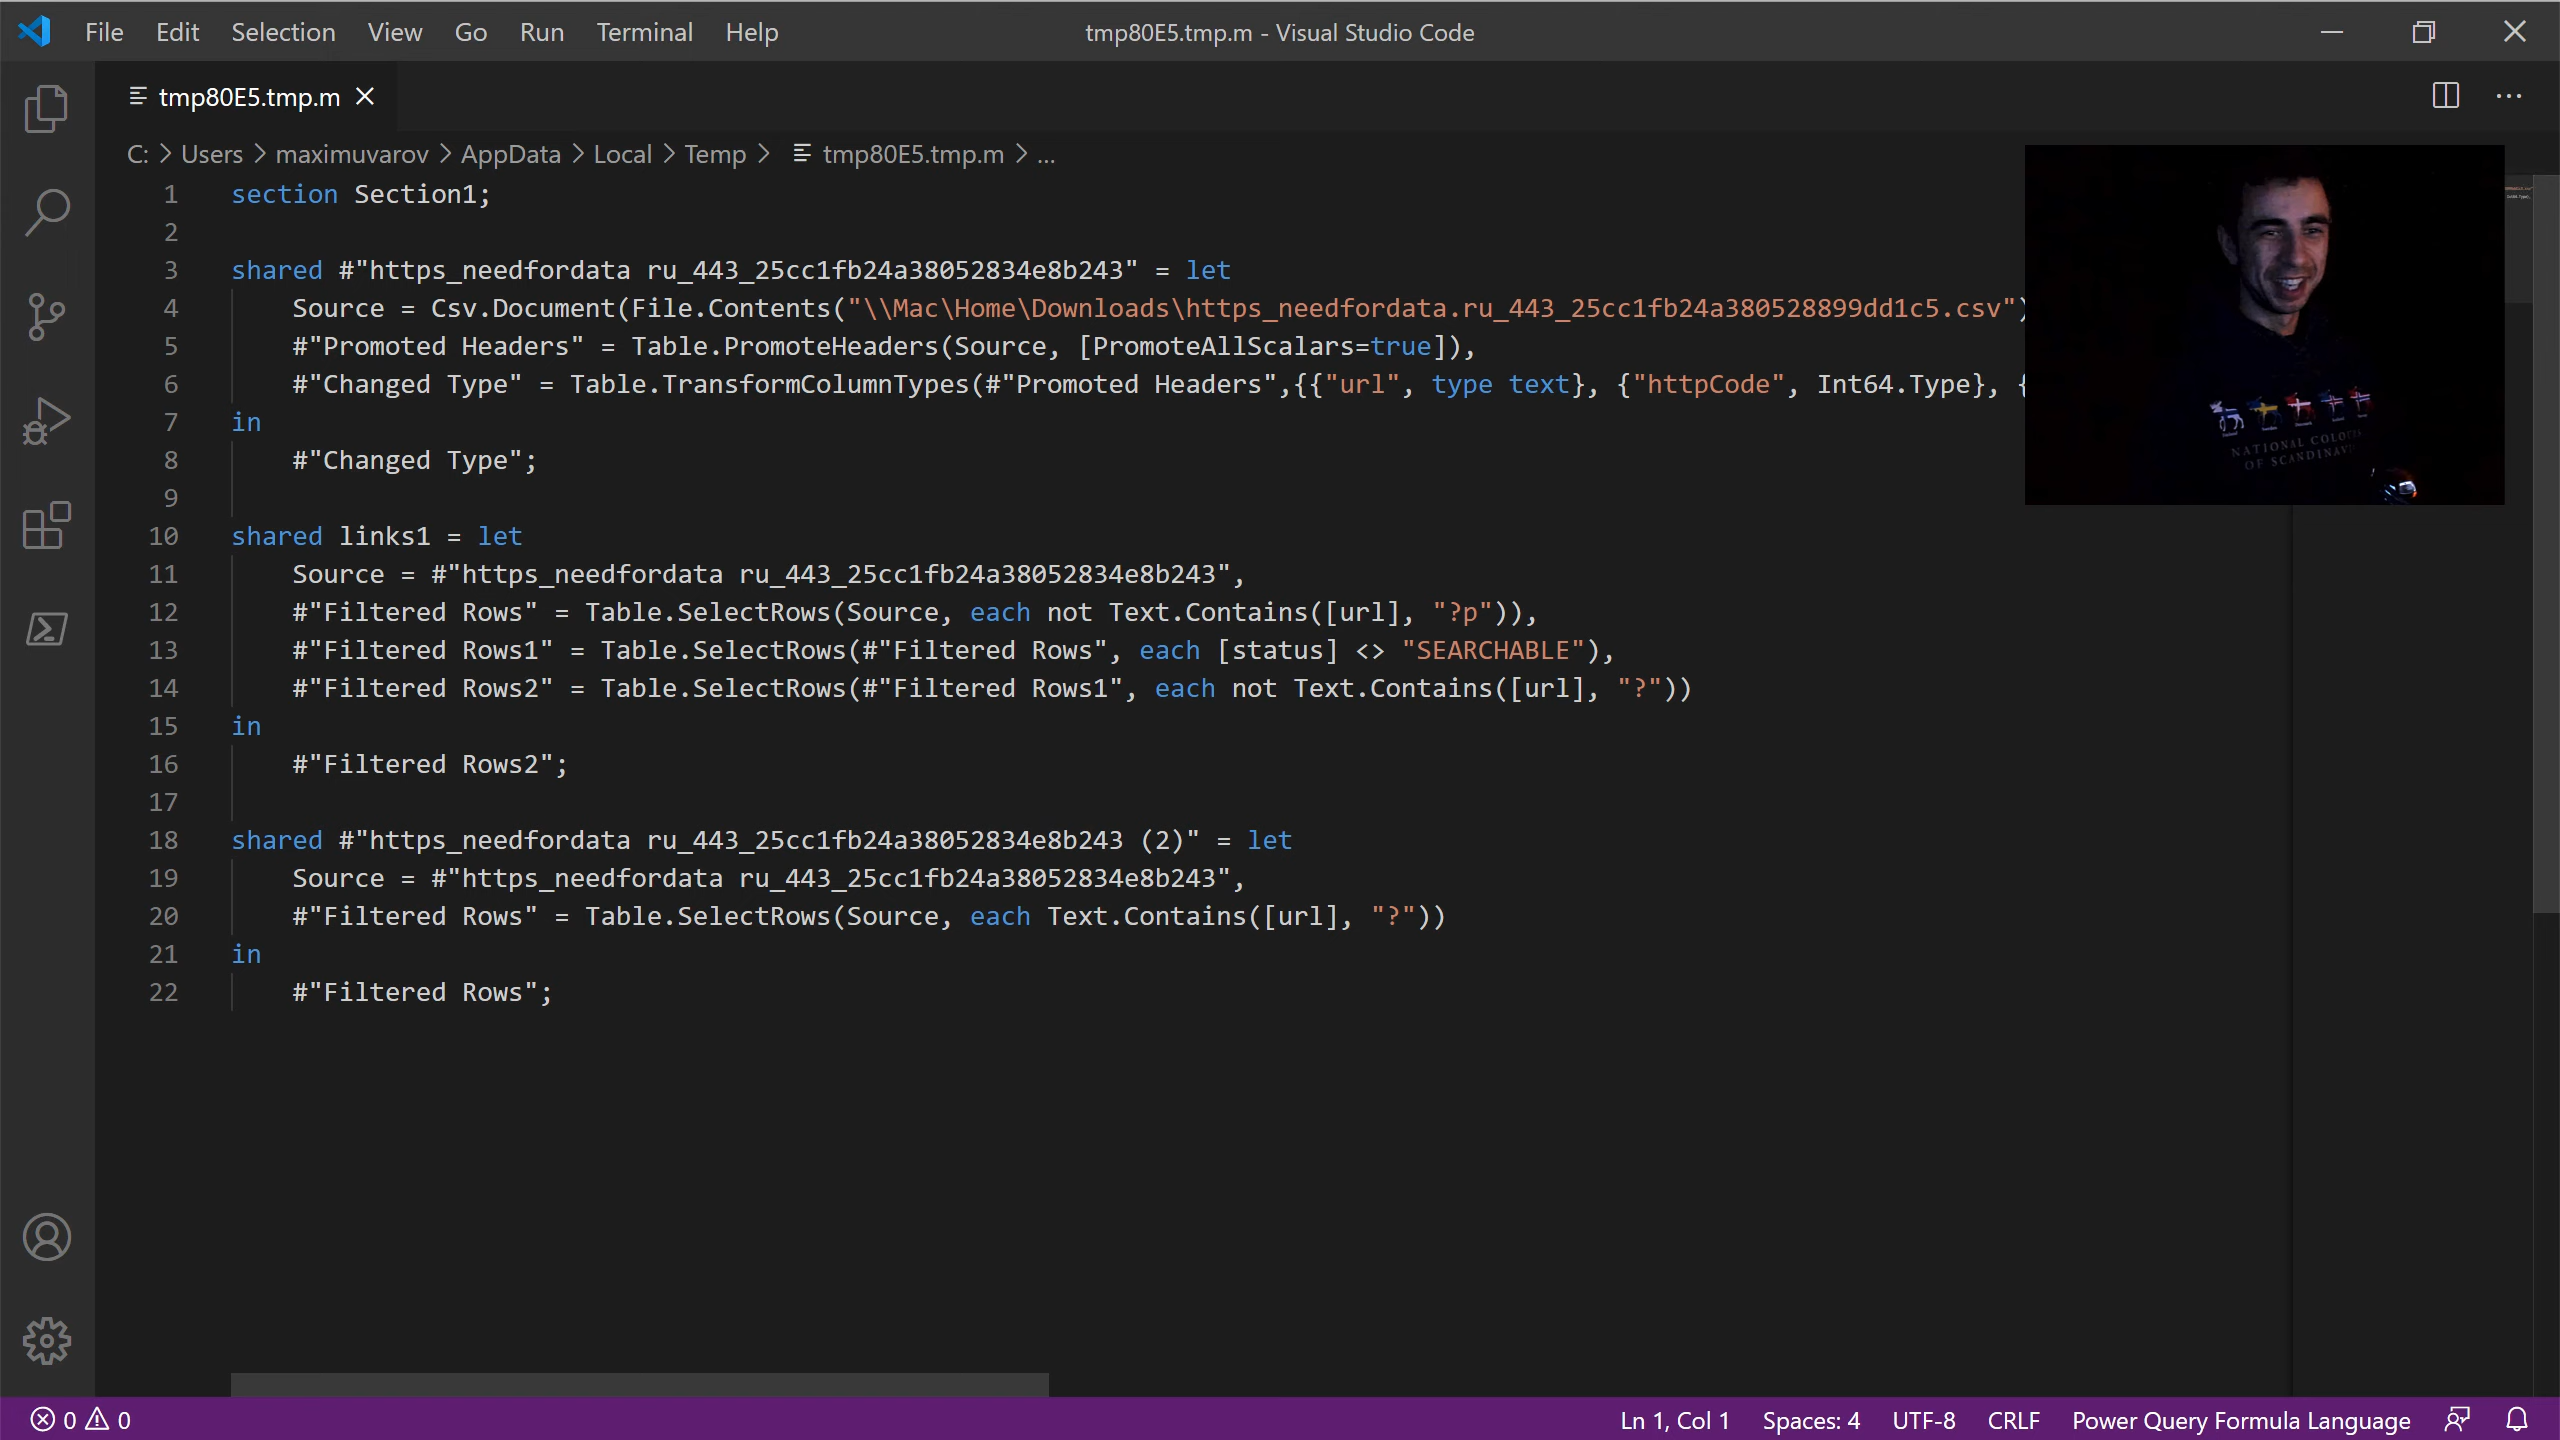 File Edit Selection View Go Run Terminal Help
tmp80E5.tmp.m - Visual Studio Code
tmp80E5.tmp.m
C: > Users > maximuvarov > AppData > Local > Temp > tmp80E5.tmp.m > ...
1 section Section1;
2
3 shared #"https_needfordata ru_443_25cc1fb24a38052834e8b243" = let
4 Source = Csv.Document(File.Contents("\\Mac\Home\Downloads\https_needfordata.ru_443_25cc1fb24a380528899dd1c5.csv")
5 #"Promoted Headers" = Table.PromoteHeaders(Source, [PromoteAllScalars=true]),
6 #"Changed Type" = Table.TransformColumnTypes(#"Promoted Headers",{{"url", type text}, {"httpCode", Int64.Type}, {
7 in
8 #"Changed Type";
9
10 shared links1 = let
11 Source = #"https_needfordata ru_443_25cc1fb24a38052834e8b243",
12 #"Filtered Rows" = Table.SelectRows(Source, each not Text.Contains([url], "?p")),
13 #"Filtered Rows1" = Table.SelectRows(#"Filtered Rows", each [status] <> "SEARCHABLE"),
14 #"Filtered Rows2" = Table.SelectRows(#"Filtered Rows1", each not Text.Contains([url], "?"))
15 in
16 #"Filtered Rows2";
17
18 shared #"https_needfordata ru_443_25cc1fb24a38052834e8b243 (2)" = let
19 Source = #"https_needfordata ru_443_25cc1fb24a38052834e8b243",
20 #"Filtered Rows" = Table.SelectRows(Source, each Text.Contains([url], "?"))
21 in
22 #"Filtered Rows";
NATIONAL
OF
0 0
Ln 1, Col 1 Spaces: 4 UTF-8 CRLF Power Query Formula Language